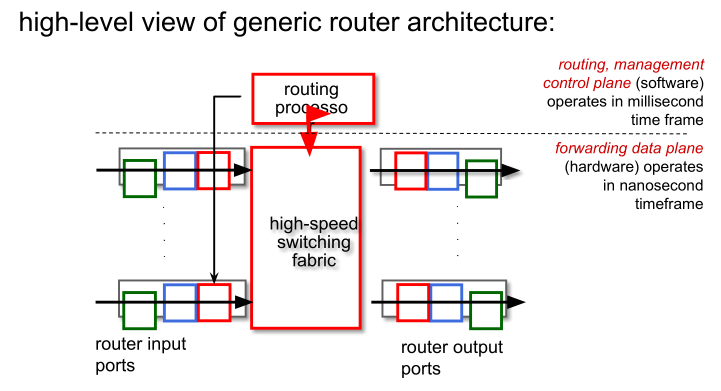 high-level view of generic router architecture:
routing
processo
routing, management
control plane (software)
operates in millisecond
time frame
forwarding data plane
(hardware) operates
in nanosecond
timeframe
high-speed
switching
fabric
router input
ports
router output
ports